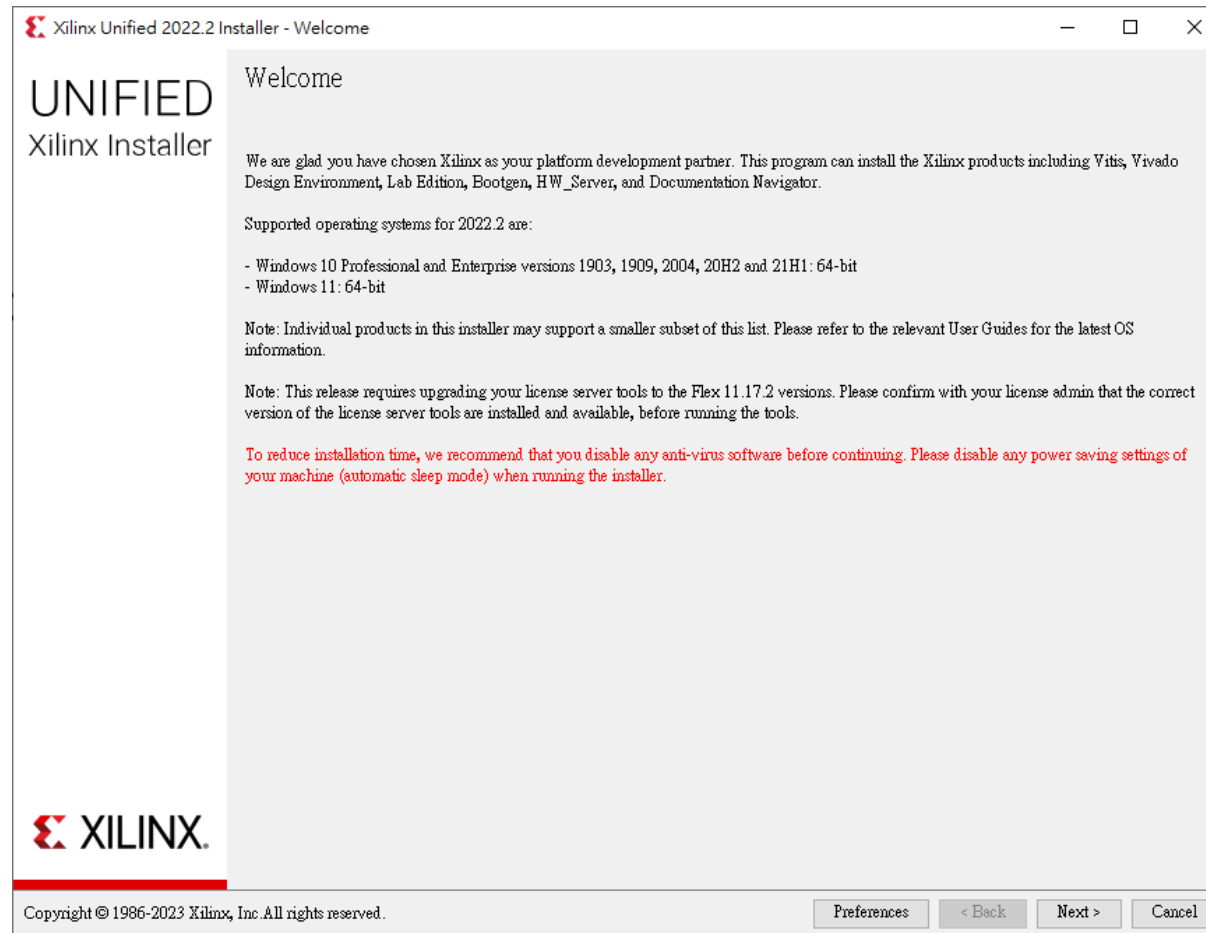 Xilinx Unified 2022.2 Installer - Welcome
UNIFIED
Xilinx Installer
Welcome
We are glad you have chosen Xilinx as your platform development partner. This program can install the Xilinx products including Vitis, Vivado
Design Environment, Lab Edition, Bootgen, HW_Server, and Documentation Navigator.
Supported operating systems for 2022.2 are:
- Windows 10 Professional and Enterprise versions 1903, 1909, 2004, 20H2 and 21H1: 64-bit
- Windows 11: 64-bit
Note: Individual products in this installer may support a smaller subset of this list. Please refer to the relevant User Guides for the latest OS
information.
Note: This release requires upgrading your license server tools to the Flex 11.17.2 versions. Please confirm with your license admin that the correct
version of the license server tools are installed and available, before running the tools.
To reduce installation time, we recommend that you disable any anti-virus software before continuing. Please disable any power saving settings of
your machine (automatic sleep mode) when running the installer.
XILINX.
Copyright © 1986-2023 Xilinx, Inc.All rights reserved.
Preferences < Back Next > Cancel